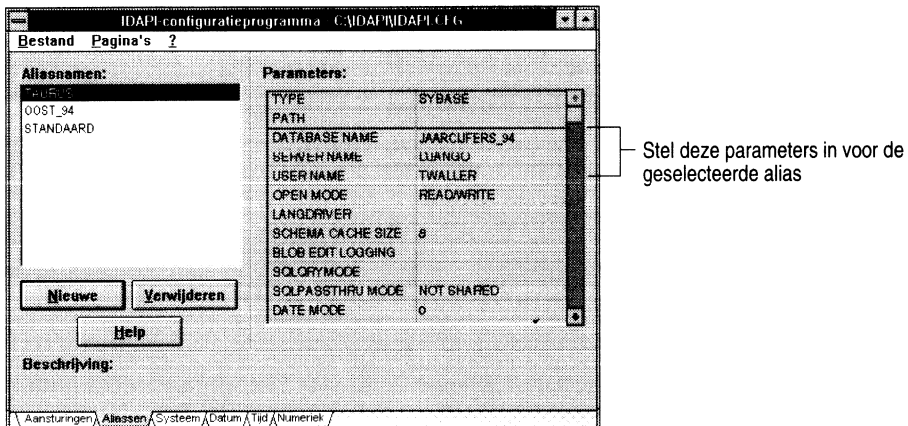 IDAPI-configuratieprogramma C:\IDAPI\IDAPI.CFG
Bestand Pagina's ?
Aliasnamen:
TAURUS
OOST_94
STANDAARD
Nieuwe Verwijderen
Help
Parameters:
TYPE SYBASE
PATH
DATABASE NAME JAARCIJFERS_94
SERVER NAME
USER NAME TWALLER
OPEN MODE READ/WRITE
LANGDRIVER
SCHEMA CACHE SIZE 8
BLOB EDIT LOGGING
SQLQRYMODE
SQLPASSTHRU MODE NOT SHARED
DATE MODE 0
Stel deze parameters in voor de
geselecteerde alias
Beschrijving:
Aansturingen Aliassen Systeem Datum Tijd Numeriek